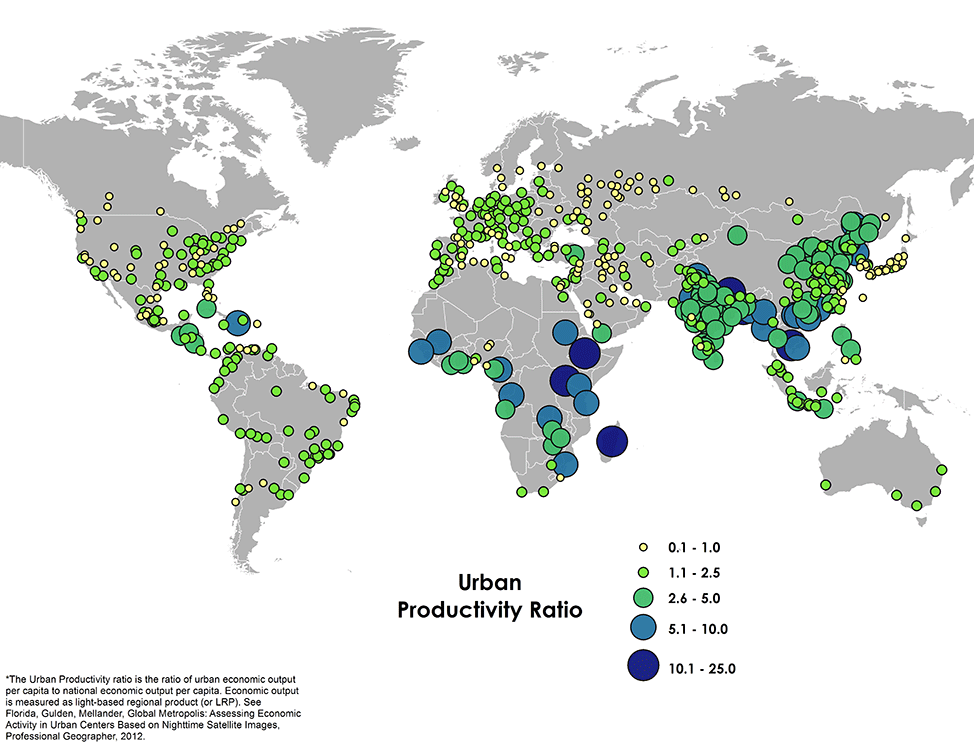 0.1 - 1.0
1.1 - 2.5
2.6 - 5.0
5.1 - 10.0
10.1 - 25.0
Urban
Productivity Ratio
*The Urban Productivity ratio is the ratio of urban economic output
per capita to national economic output per capita. Economic output
is measured as light-based regional product (or LRP). See
Florida, Gulden, Mellander, Global Metropolis: Assessing Economic
Activity in Urban Centers Based on Nighttime Satellite Images,
Professional Geographer, 2012.